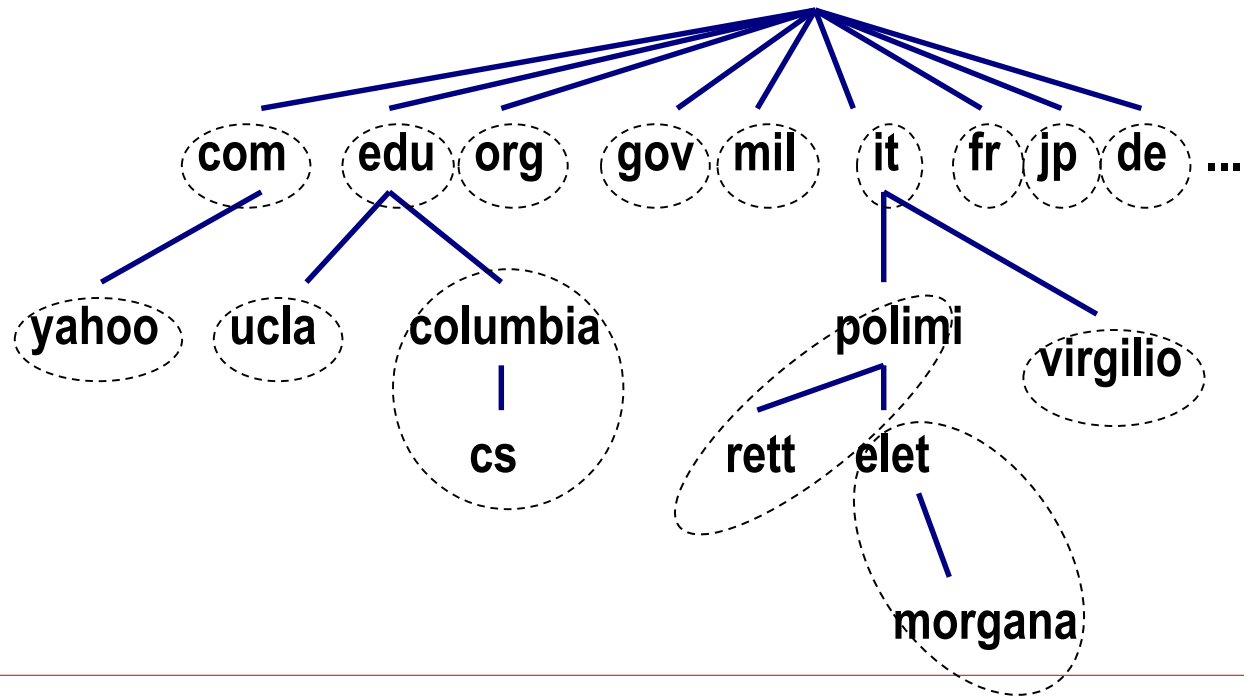 com edu org gov mil it fr jp de ...
yahoo ucla columbia polimi virgilio
cs rett elet
morgana